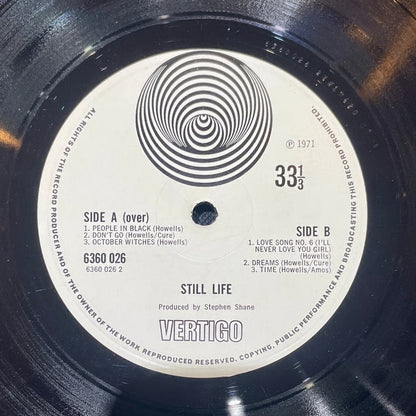 ℗ 1971
33⅓
SIDE A (over)
1. PEOPLE IN BLACK (Howells)
2. DON'T GO (Howells/Cure)
3. OCTOBER WITCHES (Howells)
6360 026
6360 026 2
SIDE B
1. LOVE SONG NO. 6 (I'LL
NEVER LOVE YOU GIRL)
(Howells)
2. DREAMS (Howells/Cure)
3. TIME (Howells/Amos)
STILL LIFE
Produced by Stephen Shane
VERTIGO
ALL RIGHTS OF THE RECORD PRODUCER AND OF THE OWNER OF THE WORK REPRODUCED RESERVED. COPYING, PUBLIC PERFORMANCE AND BROADCASTING THIS RECORD PROHIBITED.